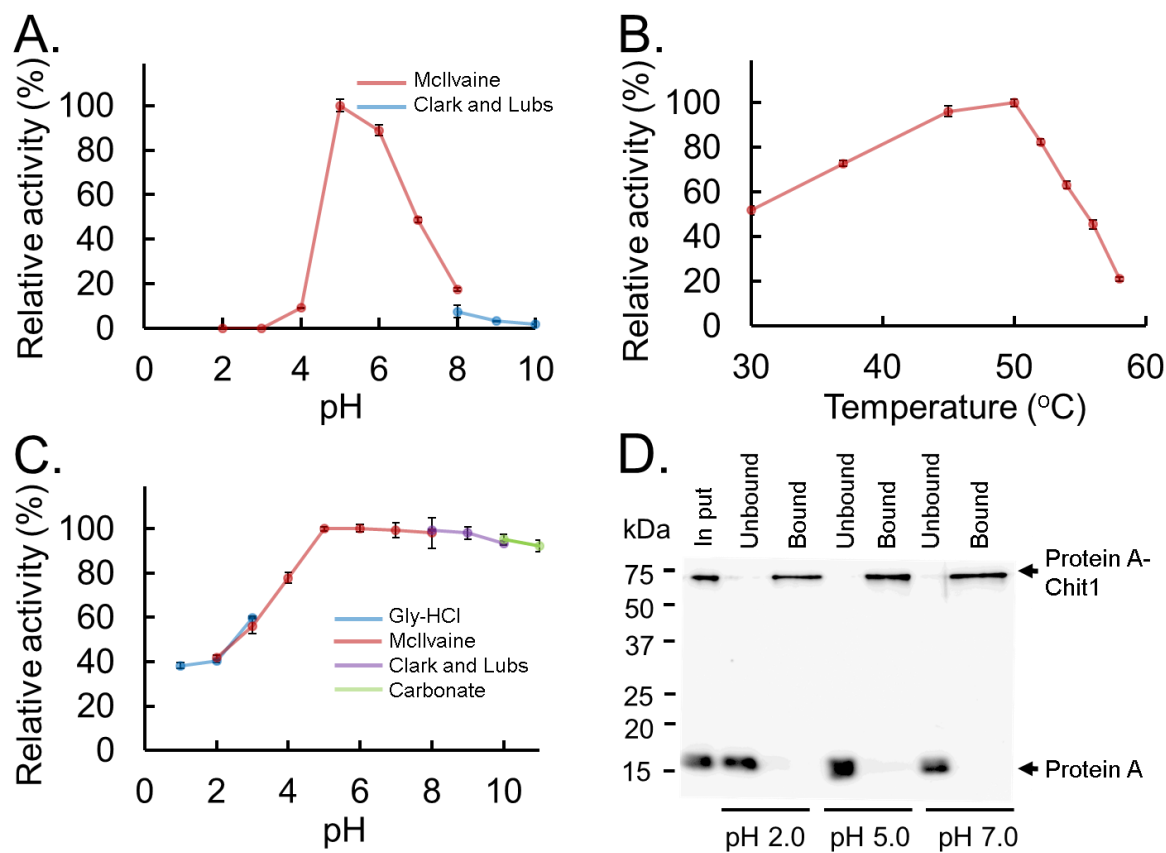 A.
Relative activity (%)
100
80
60
40
20
0
0 2 4 6 8 10
pH
McIlvaine
Clark and Lubs
B.
Relative activity (%)
100
80
60
40
20
0
30 40 50 60
Temperature (oC)
C.
Relative activity (%)
100
80
60
40
20
0
0 2 4 6 8 10
pH
Gly-HCl
McIlvaine
Clark and Lubs
Carbonate
D.
kDa
In put
Unbound
Bound
Unbound
Bound
Unbound
Bound
75
50
37
25
20
15
Protein A-
Chit1
Protein A
pH 2.0 pH 5.0 pH 7.0